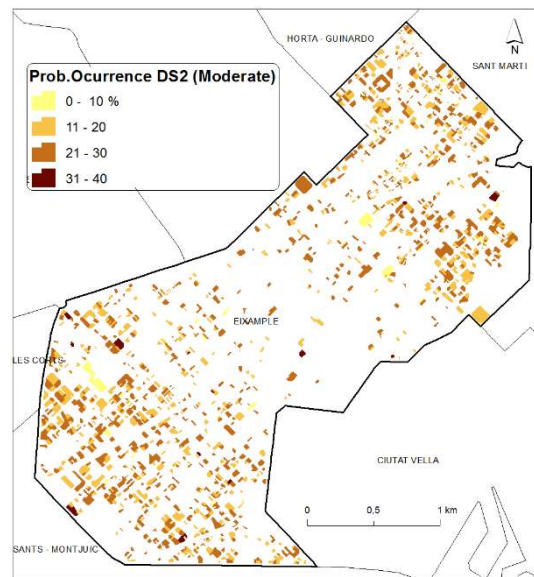 HORTA - GUINARDO
N
SANT MARTI
Prob.Ocurrence DS2 (Moderate)
0 - 10 %
11 - 20
21 - 30
31 - 40
EIXAMPLE
LES CORTS
CIUTAT VELLA
0 0,5 1 km
SANTS - MONTJUIC